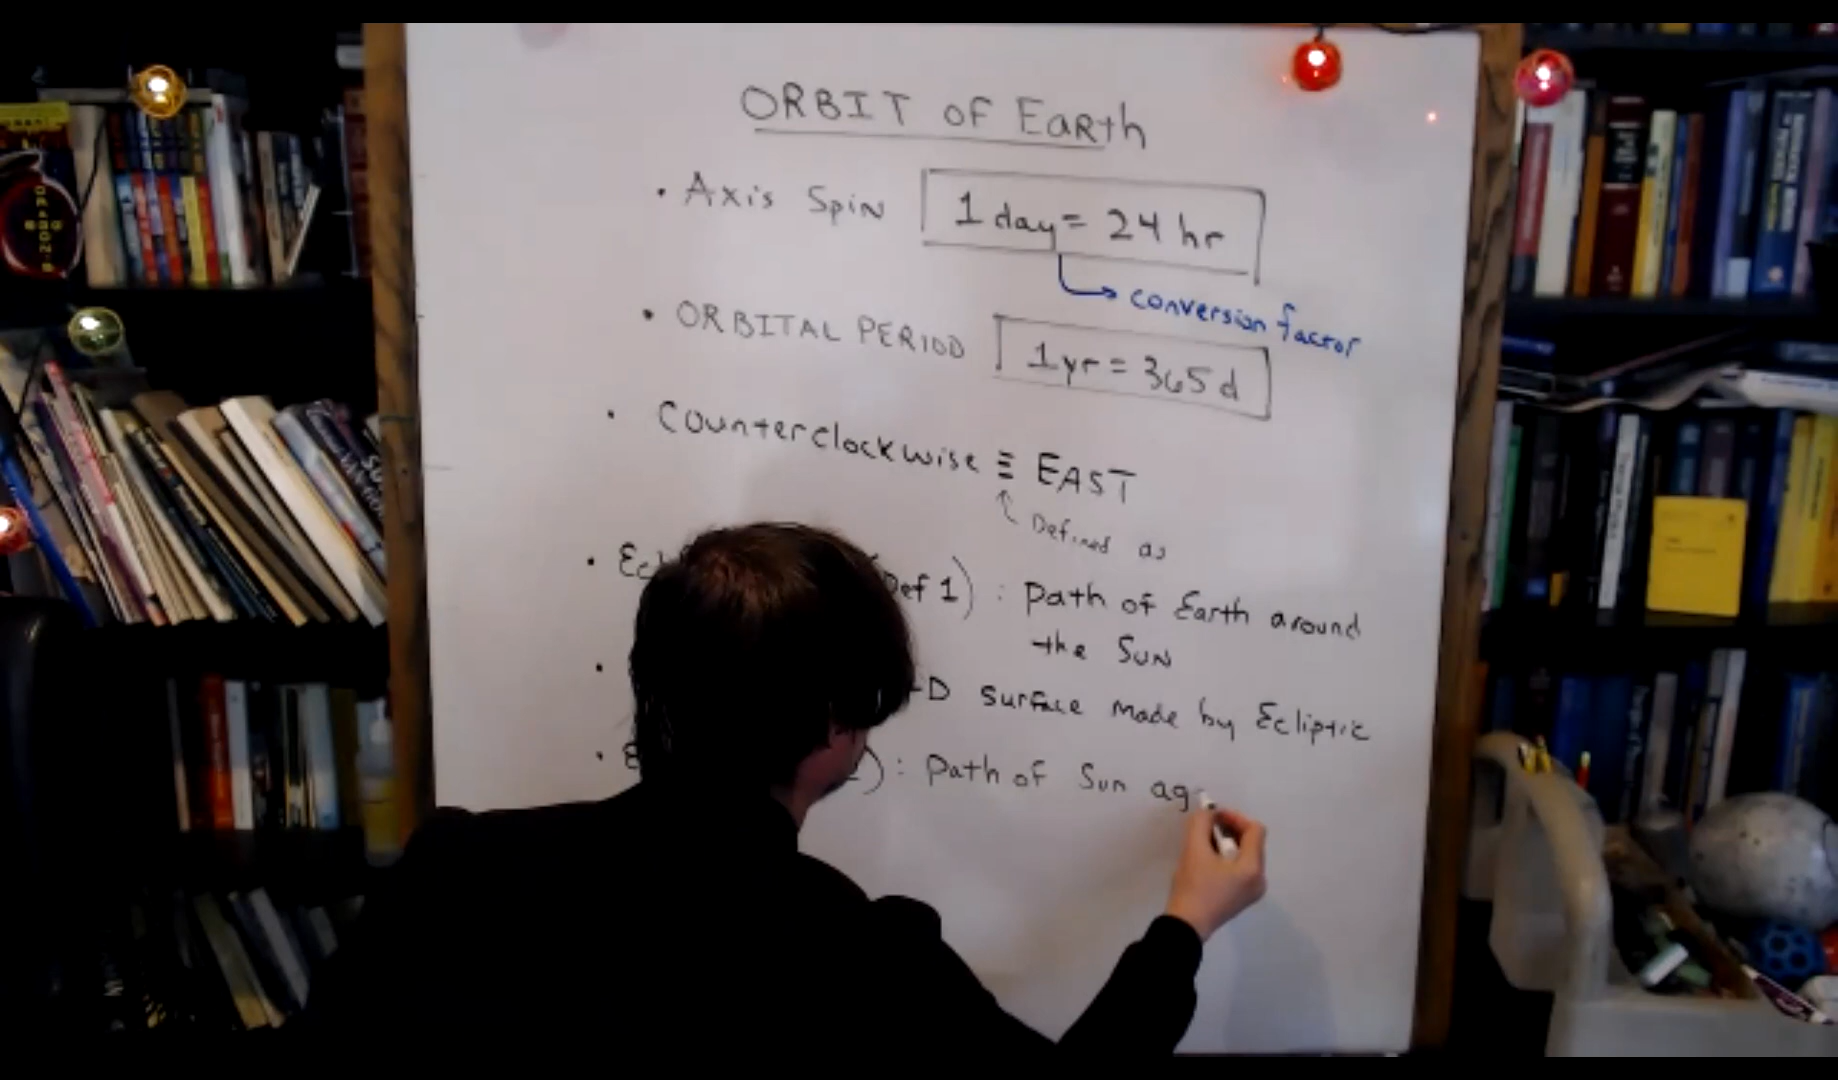 ORBIT of Earth
• Axis Spin 1 day = 24 hr
conversion factor
• ORBITAL PERIOD 1 yr = 365 d
• Counterclockwise ≡ EAST
Defined as
• Ec Def 1) : Path of Earth around
the Sun
• -D surface made by Ecliptic
• E ) : Path of Sun ag